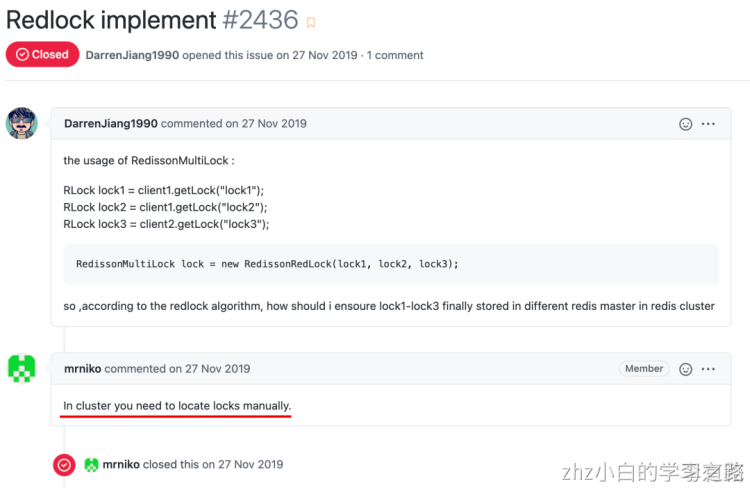 Redlock implement #2436
Closed DarrenJiang1990 opened this issue on 27 Nov 2019 · 1 comment
DarrenJiang1990 commented on 27 Nov 2019
the usage of RedissonMultiLock :
RLock lock1 = client1.getLock("lock1");
RLock lock2 = client1.getLock("lock2");
RLock lock3 = client2.getLock("lock3");
RedissonMultiLock lock = new RedissonRedLock(lock1, lock2, lock3);
so ,according to the redlock algorithm, how should i ensoure lock1-lock3 finally stored in different redis master in redis cluster
mrniko commented on 27 Nov 2019 Member
In cluster you need to locate locks manually.
mrniko closed this on 27 Nov 2019
zhz小白的学习之路